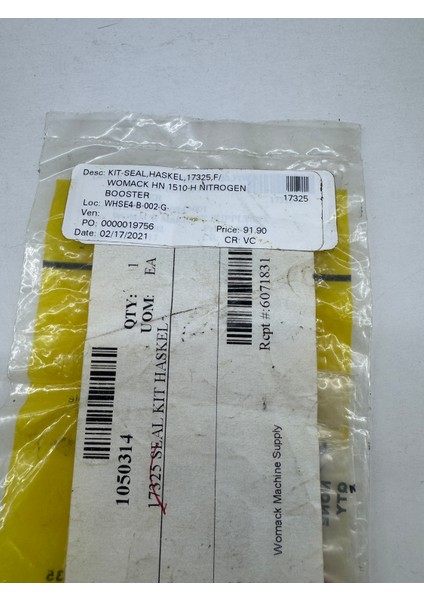 Desc: KIT-SEAL,HASKEL,17325,F/
WOMACK HN 1510-H NITROGEN
BOOSTER
17325
Loc: WHSE4-B-002-G
Ven:
PO: 0000019756
Price: 91.90
Date: 02/17/2021
CR: VC
1050314
QTY: 1
UOM: EA
17325 SEAL KIT HASKEL
Rcpt #:6071831
Womack Machine Supply
QTY